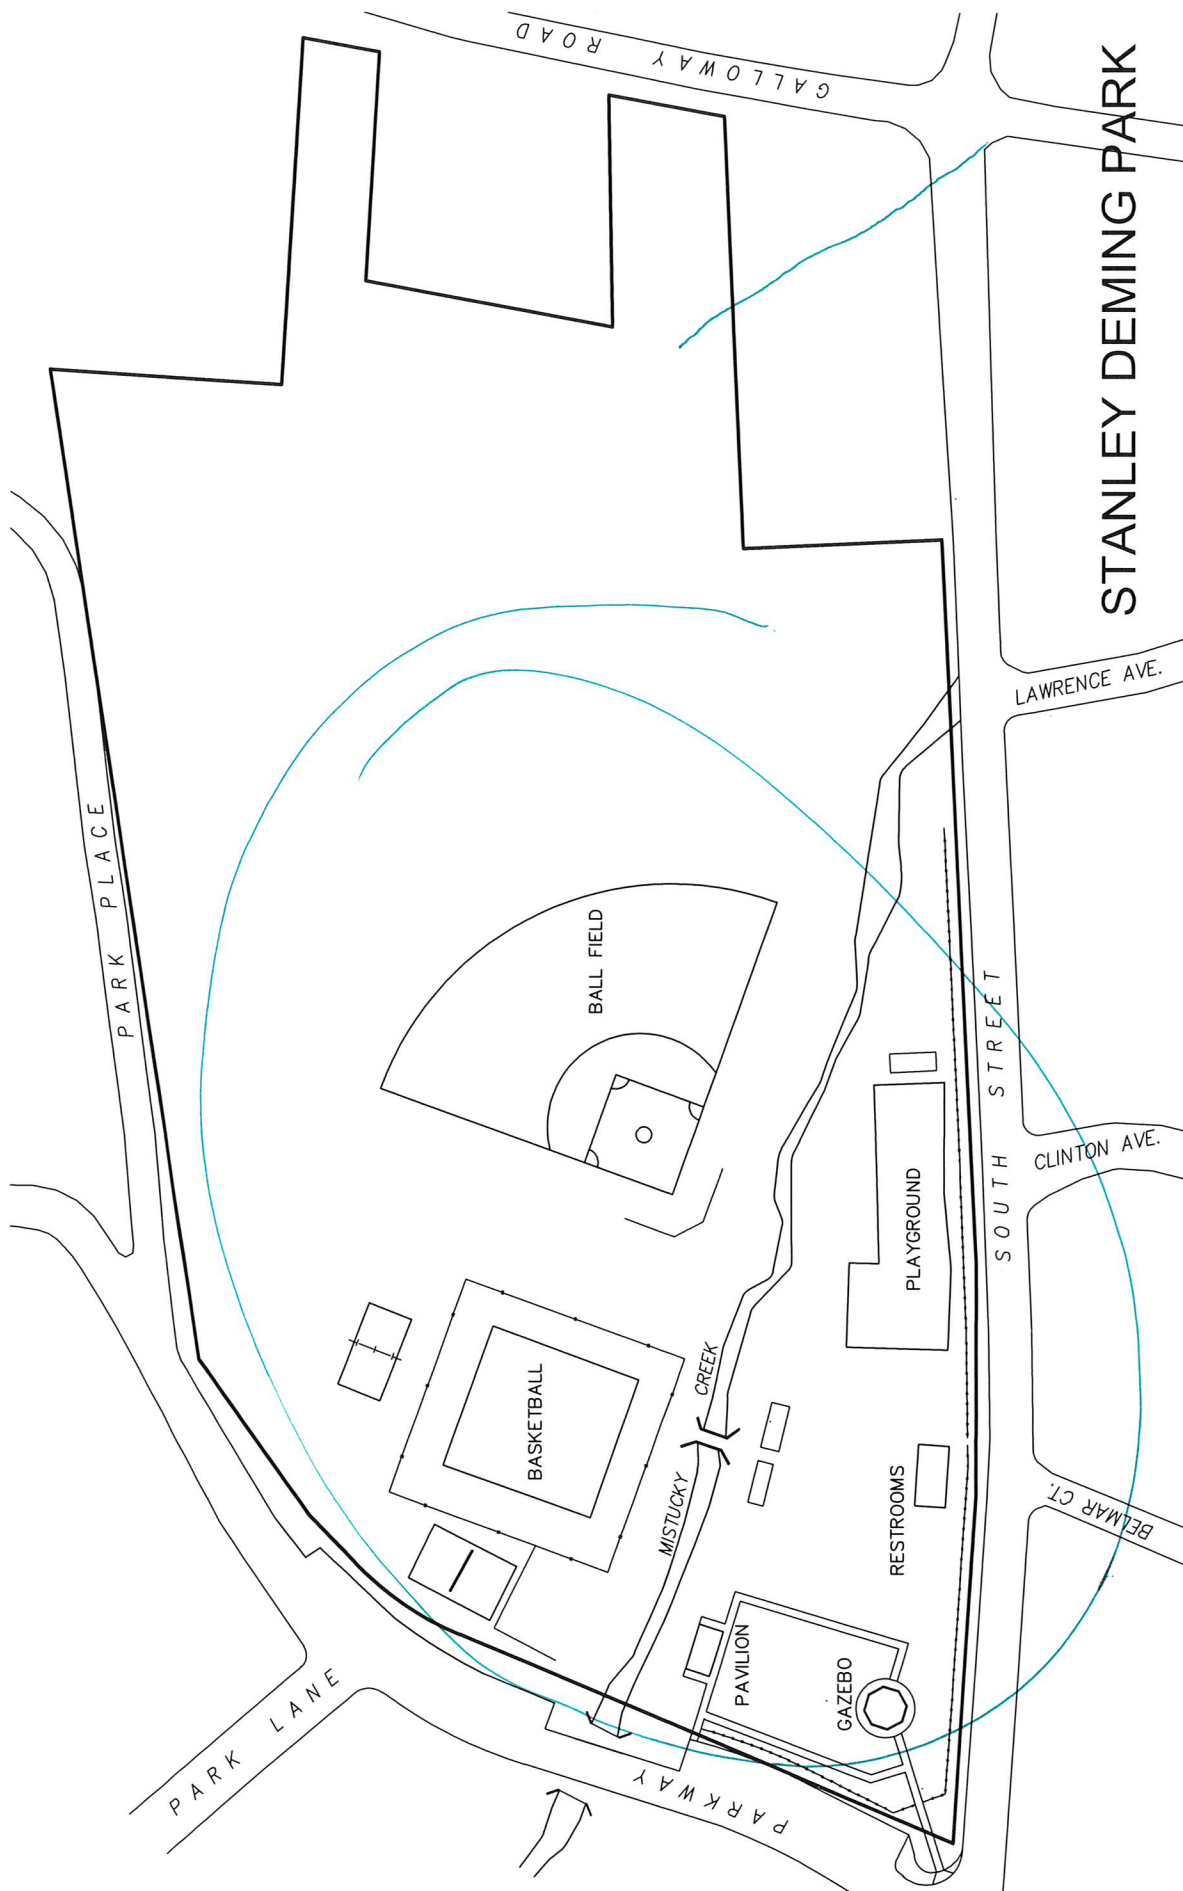 GALLOWAY ROAD
STANLEY DEMING PARK
LAWRENCE AVE.
PARK PLACE
BALL FIELD
SOUTH STREET
CLINTON AVE.
PLAYGROUND
BASKETBALL
MISTUCKY CREEK
RESTROOMS
BELMAR CT.
PAVILION
GAZEBO
PARK LANE
PARKWAY